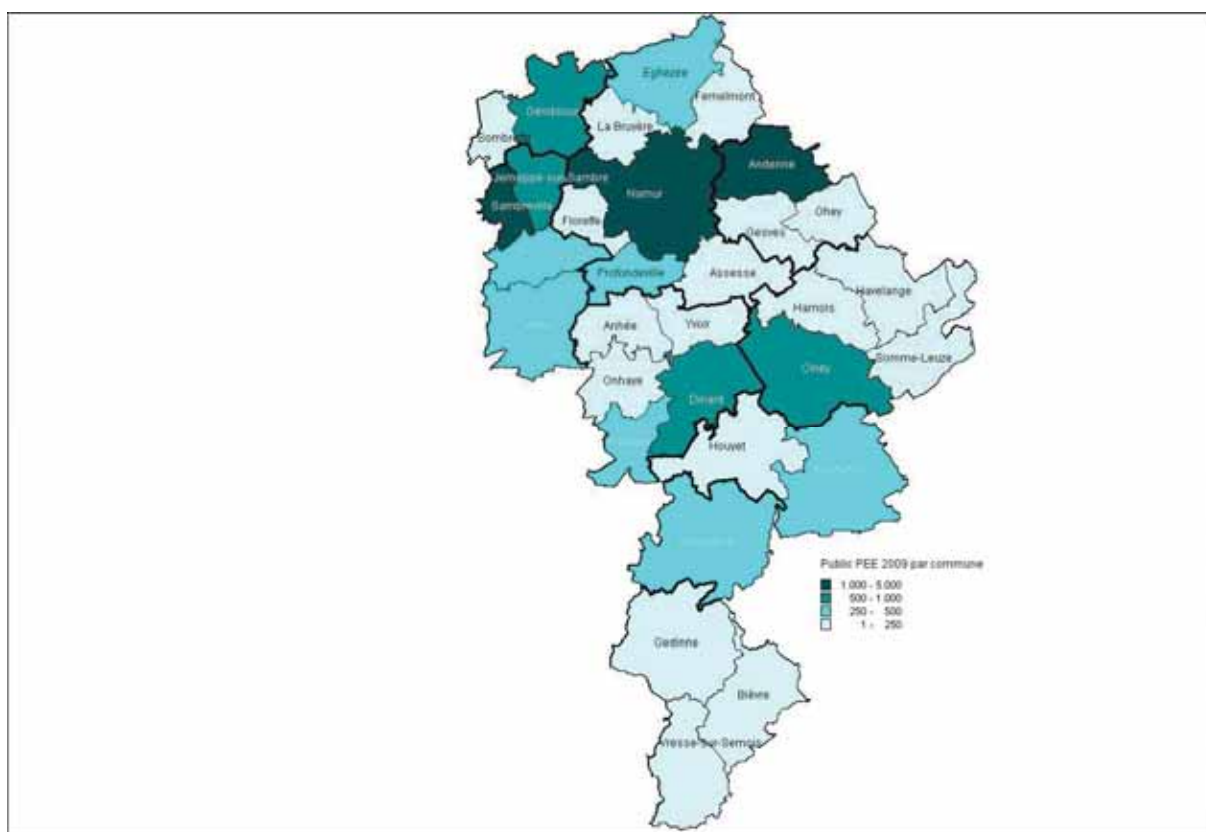 Eghezée
Fernelmont
Gembloux
La Bruyère
Sombreffe
Andenne
Jemeppe-sur-Sambre
Namur
Sambreville
Floreffe
Ohey
Gesves
Profondeville
Assesse
Havelange
Hamois
Anhée
Yvoir
Somme-Leuze
Ciney
Onhaye
Dinant
Houyet
Public PEE 2009 par commune
1.000 - 5.000
500 - 1.000
250 - 500
1 - 250
Gedinne
Bièvre
Vresse-sur-Semois